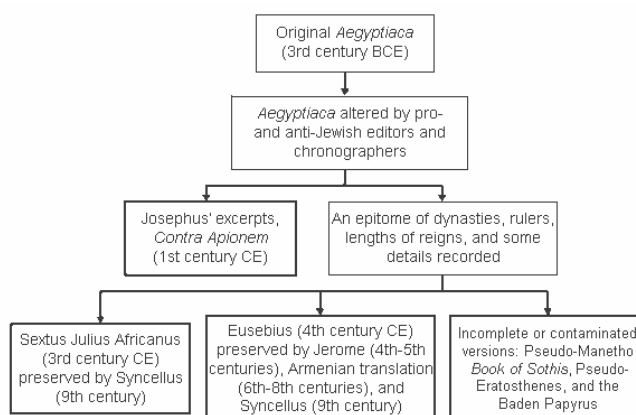 Original Aegyptiaca
(3rd century BCE)
Aegyptiaca altered by pro-
and anti-Jewish editors and
chronographers
Josephus' excerpts,
Contra Apionem
(1st century CE)
An epitome of dynasties, rulers,
lengths of reigns, and some
details recorded
Sextus Julius Africanus
(3rd century CE)
preserved by Syncellus
(9th century)
Eusebius (4th century CE)
preserved by Jerome (4th-5th
centuries), Armenian translation
(6th-8th centuries), and
Syncellus (9th century)
Incomplete or contaminated
versions: Pseudo-Manetho
Book of Sothis, Pseudo-
Eratosthenes, and the
Baden Papyrus